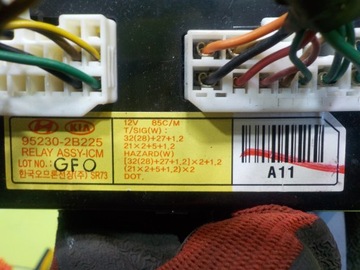 HYUNDAI KIA
95230-2B225
RELAY ASSY-ICM
LOT NO.: GFO
한국오므론전장(주) SR73
12V 85C/M
T/SIG(W):
32(28)+27+1,2
21×2+5+1,2
HAZARD(W)
[32(28)+27+1,2]×2+1,2
(21×2+5+1,2)×2
DOT.
A11